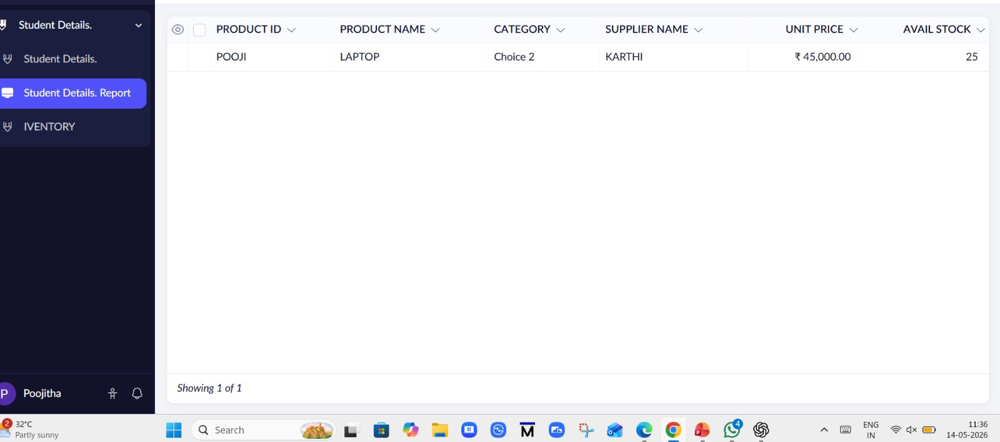 Student Details.
Student Details.
Student Details. Report
IVENTORY
PRODUCT ID PRODUCT NAME CATEGORY SUPPLIER NAME UNIT PRICE AVAIL STOCK
POOJI LAPTOP Choice 2 KARTHI ₹ 45,000.00 25
Showing 1 of 1
P Poojitha
2 32°C
Partly sunny
Search
M
P
4
ENG
IN
11:36
14-05-2026